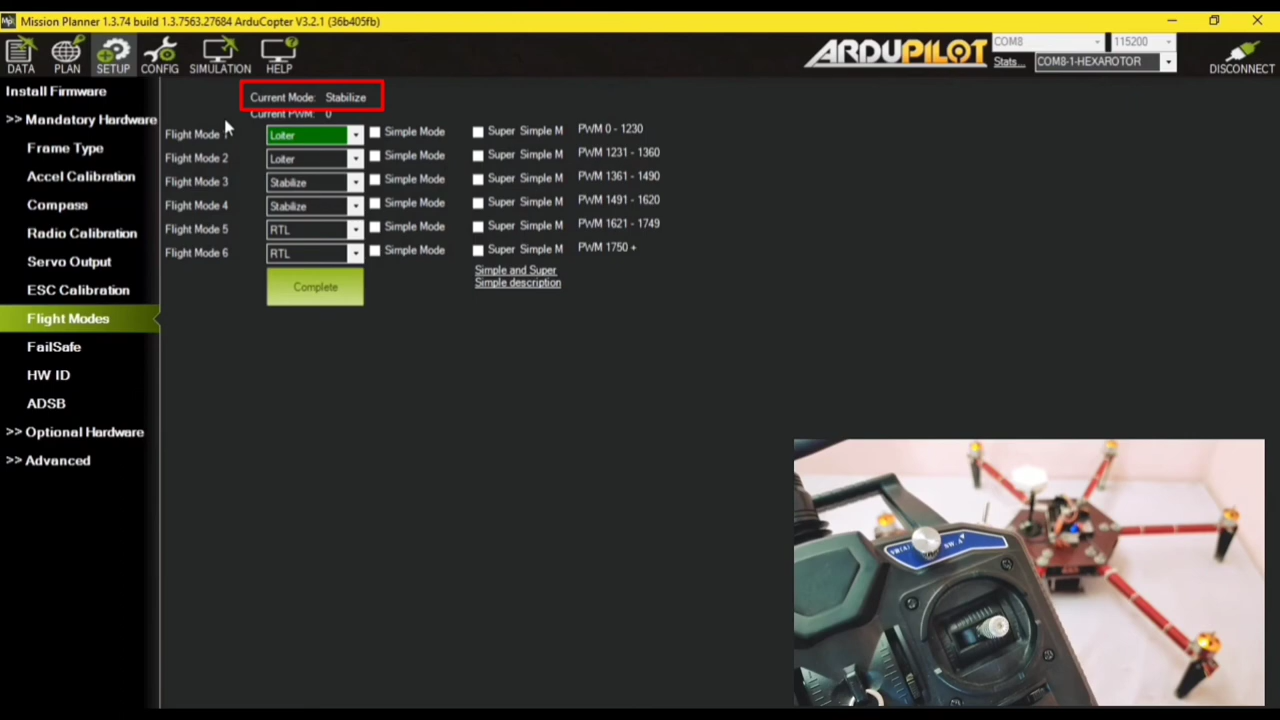 Mission Planner 1.3.74 build 1.3.7563.27684 ArduCopter V3.2.1 (36b405fb)
DATA PLAN SETUP CONFIG SIMULATION HELP
ARDUPILOT
COM8 115200
Stats... COM8-1-HEXAROTOR
DISCONNECT
Install Firmware
>> Mandatory Hardware
Frame Type
Accel Calibration
Compass
Radio Calibration
Servo Output
ESC Calibration
Flight Modes
FailSafe
HW ID
ADSB
>> Optional Hardware
>> Advanced
Current Mode: Stabilize
Current PWM: 0
Flight Mode 1 Loiter Simple Mode Super Simple M PWM 0 - 1230
Flight Mode 2 Loiter Simple Mode Super Simple M PWM 1231 - 1360
Flight Mode 3 Stabilize Simple Mode Super Simple M PWM 1361 - 1490
Flight Mode 4 Stabilize Simple Mode Super Simple M PWM 1491 - 1620
Flight Mode 5 RTL Simple Mode Super Simple M PWM 1621 - 1749
Flight Mode 6 RTL Simple Mode Super Simple M PWM 1750 +
Complete
Simple and Super
Simple description